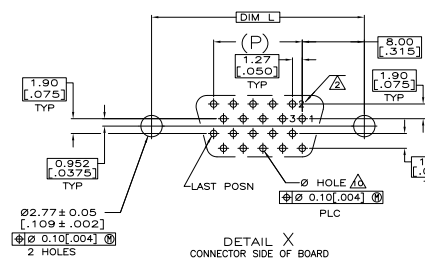 DIM L
(P)
8.00
[.315]
1.27
[.050]
TYP
1.90
[.075]
TYP
2
1.90
[.075]
TYP
2
3 1
0.952
[.0375]
TYP
LAST POSN
Ø HOLE 10
⌖ Ø 0.10[.004] Ⓜ
PLC
Ø2.77± 0.05
[.109±.002]
⌖ Ø 0.10[.004] Ⓜ
2 HOLES
DETAIL X
CONNECTOR SIDE OF BOARD